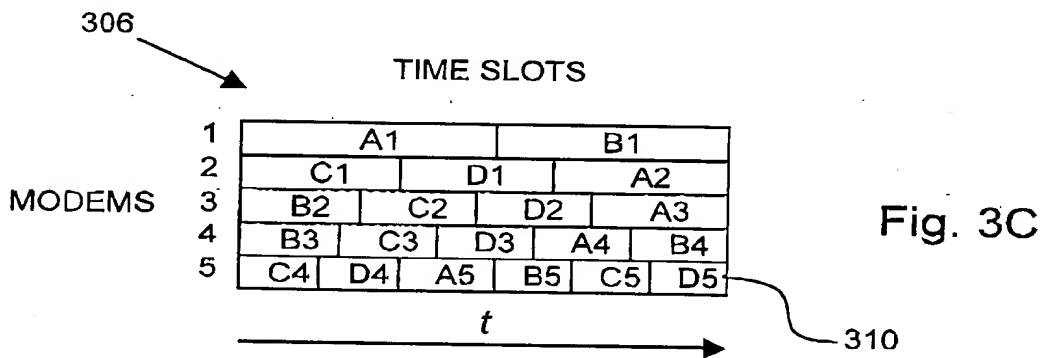 306
TIME SLOTS
1 A1 B1
2 C1 D1 A2
MODEMS 3 B2 C2 D2 A3
Fig. 3C
4 B3 C3 D3 A4 B4
5 C4 D4 A5 B5 C5 D5
t
310